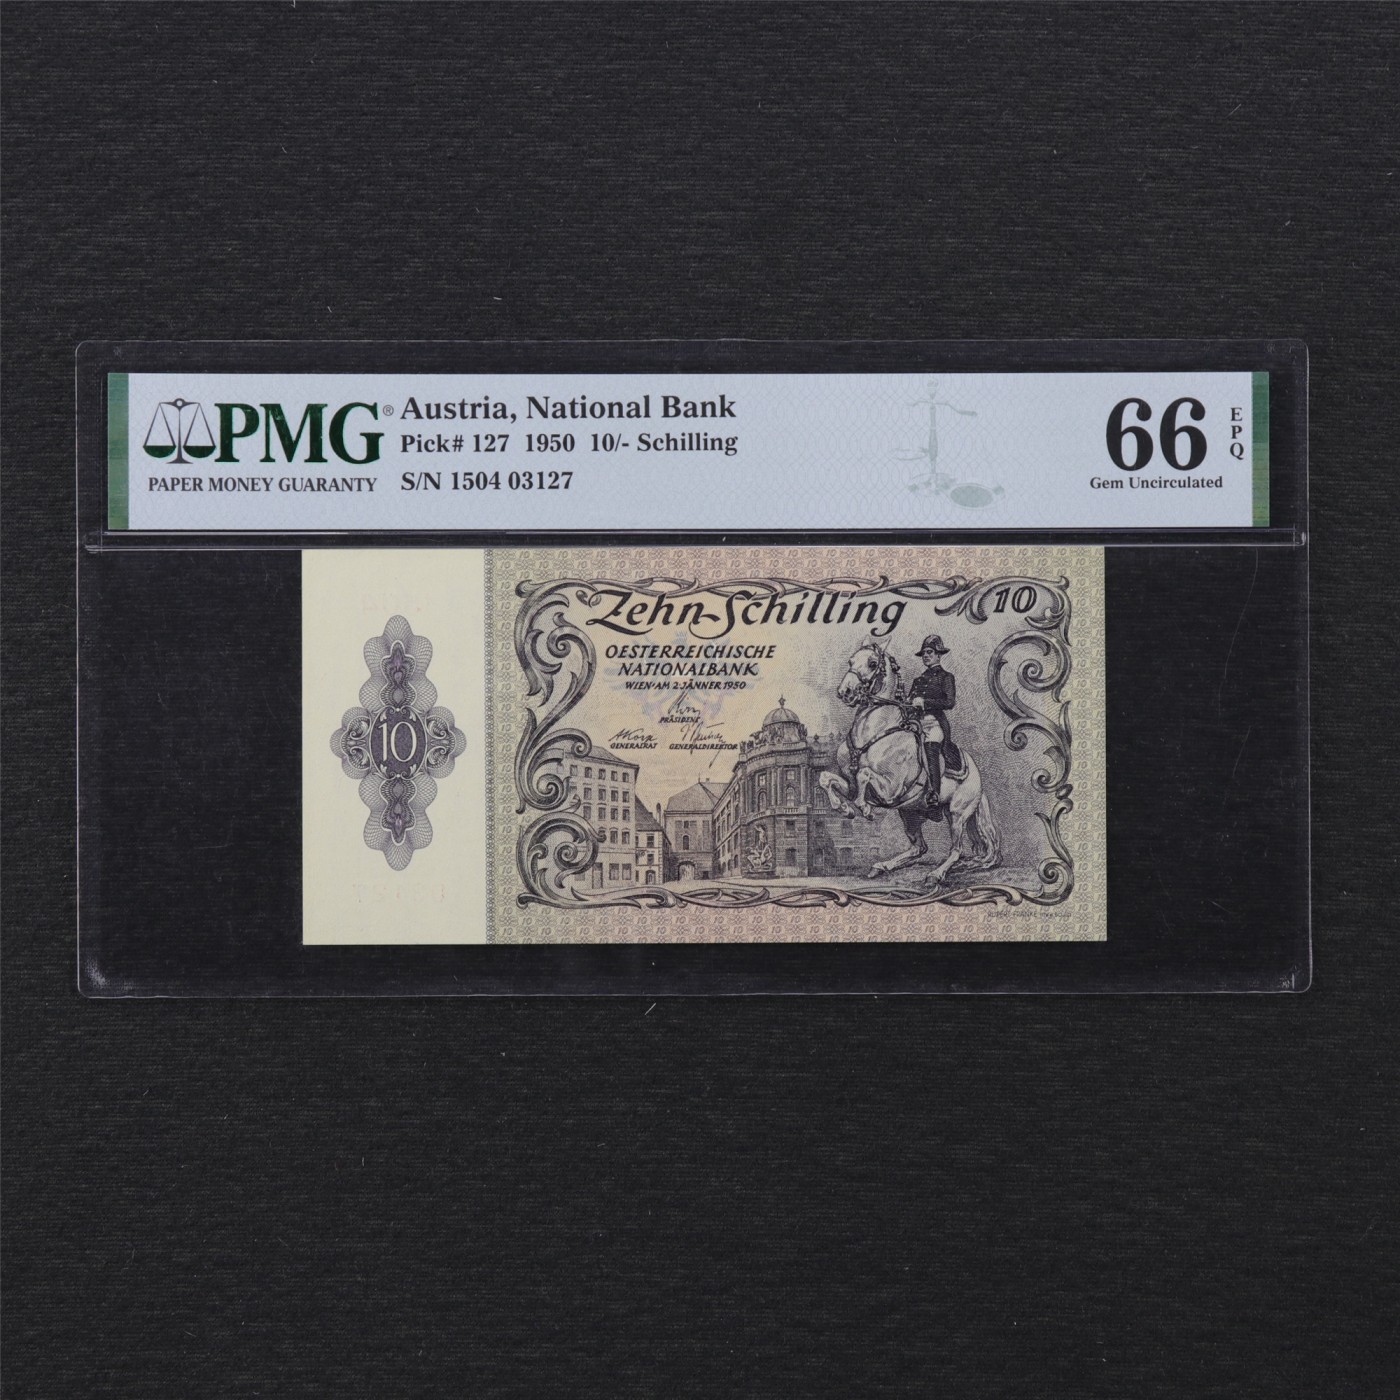 PMG®
PAPER MONEY GUARANTY
Austria, National Bank
Pick# 127 1950 10/- Schilling
S/N 1504 03127
66
EPQ
Gem Uncirculated
Zehn Schilling
10
OESTERREICHISCHE
NATIONALBANK
WIEN·AM 2.JÄNNER 1950
PRÄSIDENT
GENERALRAT GENERALDIREKTOR
10